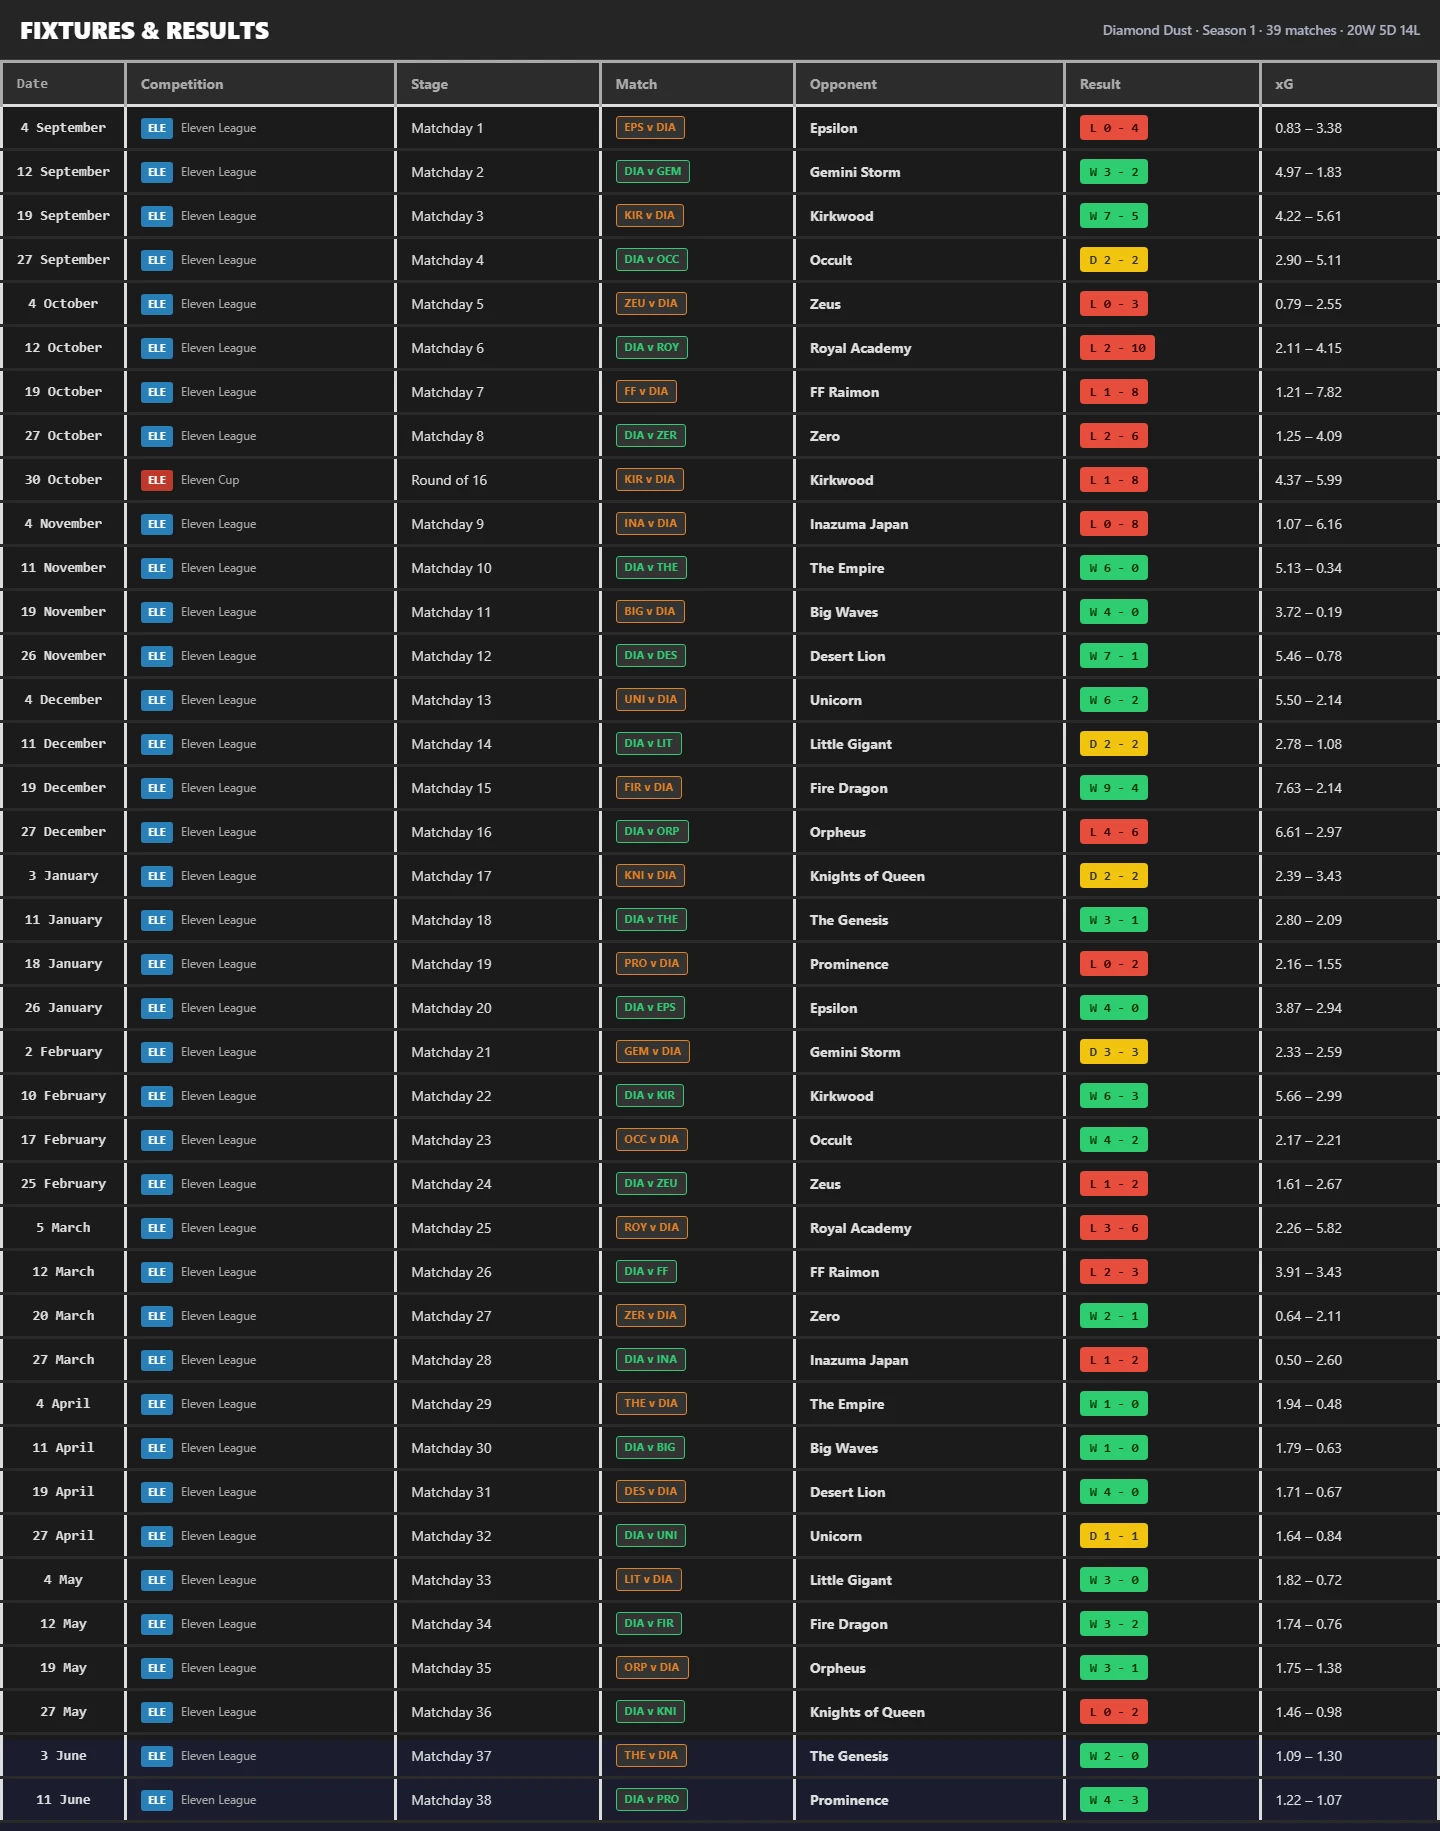 FIXTURES & RESULTS Diamond Dust · Season 1 · 39 matches · 20W 5D 14L
Date Competition Stage Match Opponent Result xG
4 September ELE Eleven League Matchday 1 EPS v DIA Epsilon L 0 - 4 0.83 – 3.38
12 September ELE Eleven League Matchday 2 DIA v GEM Gemini Storm W 3 - 2 4.97 – 1.83
19 September ELE Eleven League Matchday 3 KIR v DIA Kirkwood W 7 - 5 4.22 – 5.61
27 September ELE Eleven League Matchday 4 DIA v OCC Occult D 2 - 2 2.90 – 5.11
4 October ELE Eleven League Matchday 5 ZEU v DIA Zeus L 0 - 3 0.79 – 2.55
12 October ELE Eleven League Matchday 6 DIA v ROY Royal Academy L 2 - 10 2.11 – 4.15
19 October ELE Eleven League Matchday 7 FF v DIA FF Raimon L 1 - 8 1.21 – 7.82
27 October ELE Eleven League Matchday 8 DIA v ZER Zero L 2 - 6 1.25 – 4.09
30 October ELE Eleven Cup Round of 16 KIR v DIA Kirkwood L 1 - 8 4.37 – 5.99
4 November ELE Eleven League Matchday 9 INA v DIA Inazuma Japan L 0 - 8 1.07 – 6.16
11 November ELE Eleven League Matchday 10 DIA v THE The Empire W 6 - 0 5.13 – 0.34
19 November ELE Eleven League Matchday 11 BIG v DIA Big Waves W 4 - 0 3.72 – 0.19
26 November ELE Eleven League Matchday 12 DIA v DES Desert Lion W 7 - 1 5.46 – 0.78
4 December ELE Eleven League Matchday 13 UNI v DIA Unicorn W 6 - 2 5.50 – 2.14
11 December ELE Eleven League Matchday 14 DIA v LIT Little Gigant D 2 - 2 2.78 – 1.08
19 December ELE Eleven League Matchday 15 FIR v DIA Fire Dragon W 9 - 4 7.63 – 2.14
27 December ELE Eleven League Matchday 16 DIA v ORP Orpheus L 4 - 6 6.61 – 2.97
3 January ELE Eleven League Matchday 17 KNI v DIA Knights of Queen D 2 - 2 2.39 – 3.43
11 January ELE Eleven League Matchday 18 DIA v THE The Genesis W 3 - 1 2.80 – 2.09
18 January ELE Eleven League Matchday 19 PRO v DIA Prominence L 0 - 2 2.16 – 1.55
26 January ELE Eleven League Matchday 20 DIA v EPS Epsilon W 4 - 0 3.87 – 2.94
2 February ELE Eleven League Matchday 21 GEM v DIA Gemini Storm D 3 - 3 2.33 – 2.59
10 February ELE Eleven League Matchday 22 DIA v KIR Kirkwood W 6 - 3 5.66 – 2.99
17 February ELE Eleven League Matchday 23 OCC v DIA Occult W 4 - 2 2.17 – 2.21
25 February ELE Eleven League Matchday 24 DIA v ZEU Zeus L 1 - 2 1.61 – 2.67
5 March ELE Eleven League Matchday 25 ROY v DIA Royal Academy L 3 - 6 2.26 – 5.82
12 March ELE Eleven League Matchday 26 DIA v FF FF Raimon L 2 - 3 3.91 – 3.43
20 March ELE Eleven League Matchday 27 ZER v DIA Zero W 2 - 1 0.64 – 2.11
27 March ELE Eleven League Matchday 28 DIA v INA Inazuma Japan L 1 - 2 0.50 – 2.60
4 April ELE Eleven League Matchday 29 THE v DIA The Empire W 1 - 0 1.94 – 0.48
11 April ELE Eleven League Matchday 30 DIA v BIG Big Waves W 1 - 0 1.79 – 0.63
19 April ELE Eleven League Matchday 31 DES v DIA Desert Lion W 4 - 0 1.71 – 0.67
27 April ELE Eleven League Matchday 32 DIA v UNI Unicorn D 1 - 1 1.64 – 0.84
4 May ELE Eleven League Matchday 33 LIT v DIA Little Gigant W 3 - 0 1.82 – 0.72
12 May ELE Eleven League Matchday 34 DIA v FIR Fire Dragon W 3 - 2 1.74 – 0.76
19 May ELE Eleven League Matchday 35 ORP v DIA Orpheus W 3 - 1 1.75 – 1.38
27 May ELE Eleven League Matchday 36 DIA v KNI Knights of Queen L 0 - 2 1.46 – 0.98
3 June ELE Eleven League Matchday 37 THE v DIA The Genesis W 2 - 0 1.09 – 1.30
11 June ELE Eleven League Matchday 38 DIA v PRO Prominence W 4 - 3 1.22 – 1.07